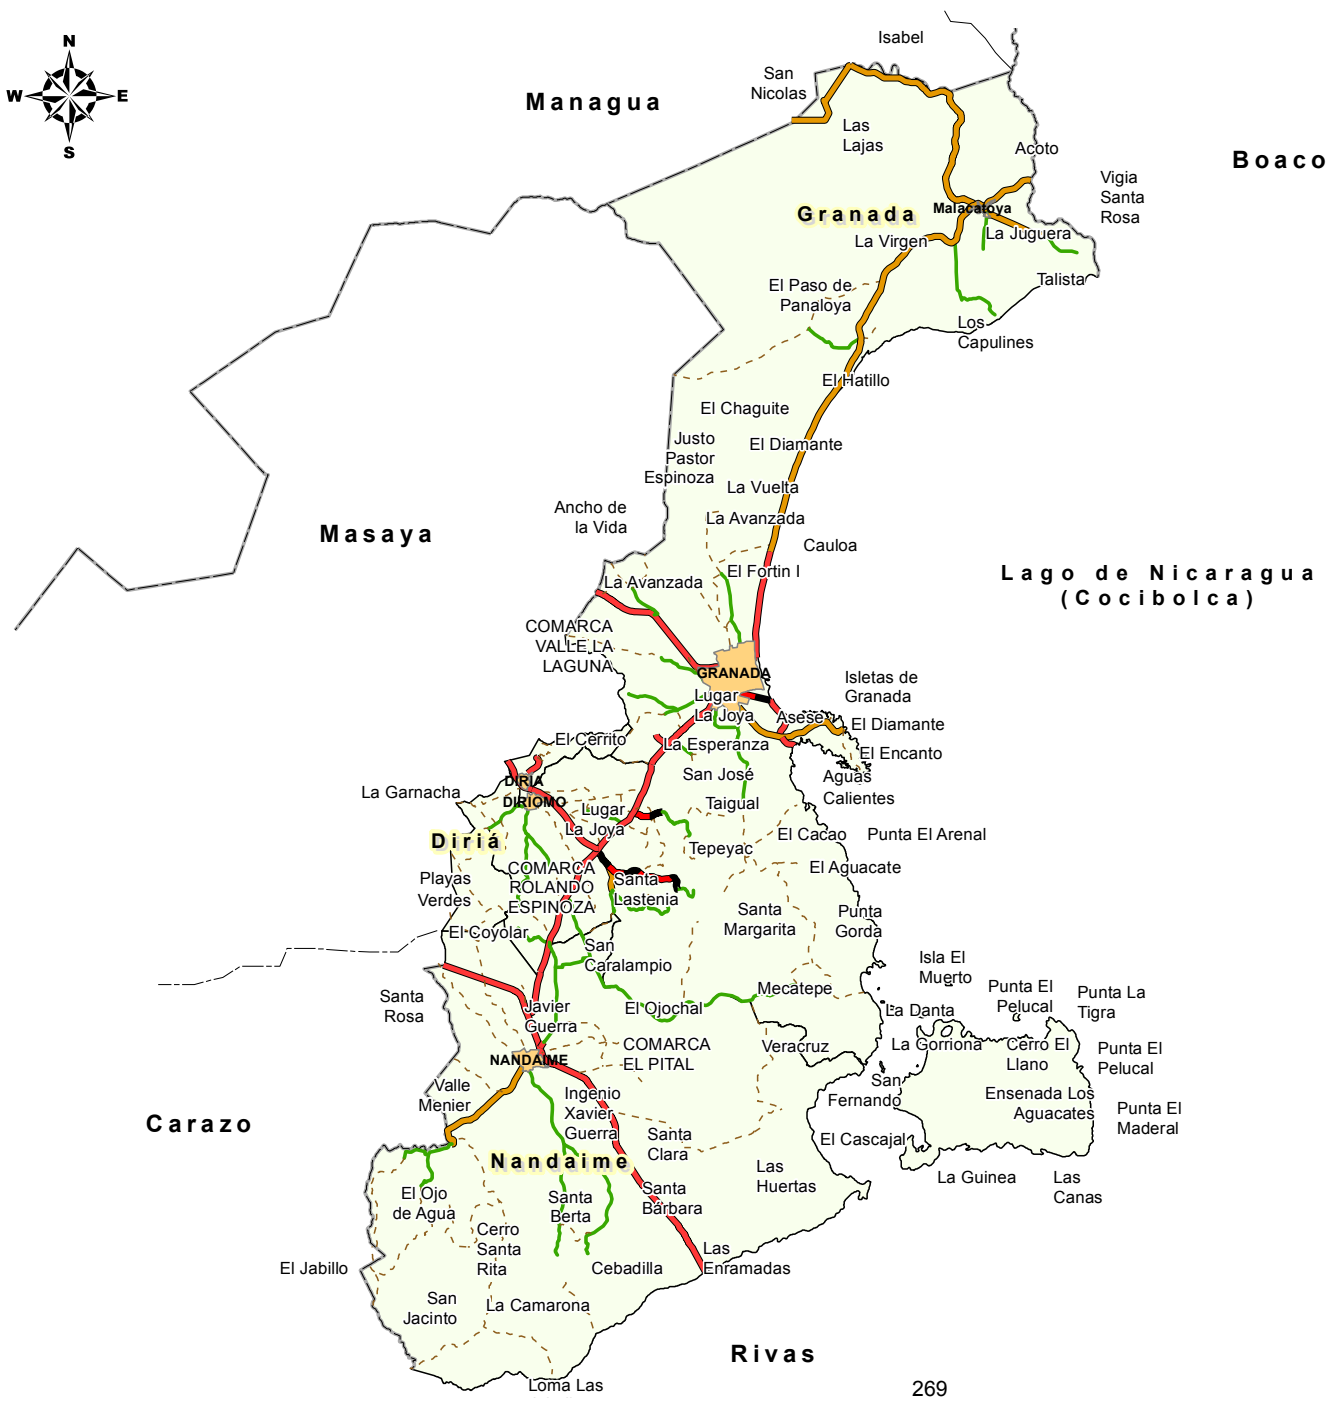 N
W
E
S
Isabel
San
Nicolas
Managua
Las
Lajas
Acoto
Boaco
Vigia
Santa
Rosa
Granada
Malacatoya
La Juguera
La Virgen
Talista
El Paso de
Panaloya
Los
Capulines
El Hatillo
El Chaguite
Justo
Pastor
Espinoza
El Diamante
La Vuelta
Ancho de
la Vida
La Avanzada
Masaya
Cauloa
El Fortin I
La Avanzada
Lago de Nicaragua
(Cocibolca)
COMARCA
VALLE LA
LAGUNA
GRANADA
Isletas de
Granada
Lugar
La Joya
Asese
El Diamante
El Cerrito
La Esperanza
El Encanto
San José
Aguas
Calientes
DIRIA
DIRIOMO
La Garnacha
Lugar
La Joya
Taigual
El Cacao
Punta El Arenal
Diriá
Tepeyac
El Aguacate
COMARCA
ROLANDO
ESPINOZA
Playas
Verdes
Santa
Lastenia
Santa
Margarita
Punta
Gorda
El Coyolar
San
Caralampio
Isla El
Muerto
Mecatepe
Punta El
Pelucal
Punta La
Tigra
Santa
Rosa
Javier
Guerra
El Ojochal
La Danta
COMARCA
EL PITAL
Veracruz
La Gorriona
Cerro El
Llano
Punta El
Pelucal
NANDAIME
Valle
Menier
Ingenio
Xavier
Guerra
San
Fernando
Ensenada Los
Aguacates
Punta El
Maderal
Carazo
Santa
Clara
El Cascajal
Nandaime
Las
Huertas
La Guinea
Las
Canas
El Ojo
de Agua
Santa
Berta
Santa
Bárbara
Cerro
Santa
Rita
El Jabillo
Cebadilla
Las
Enramadas
San
Jacinto
La Camarona
Rivas
Loma Las
269